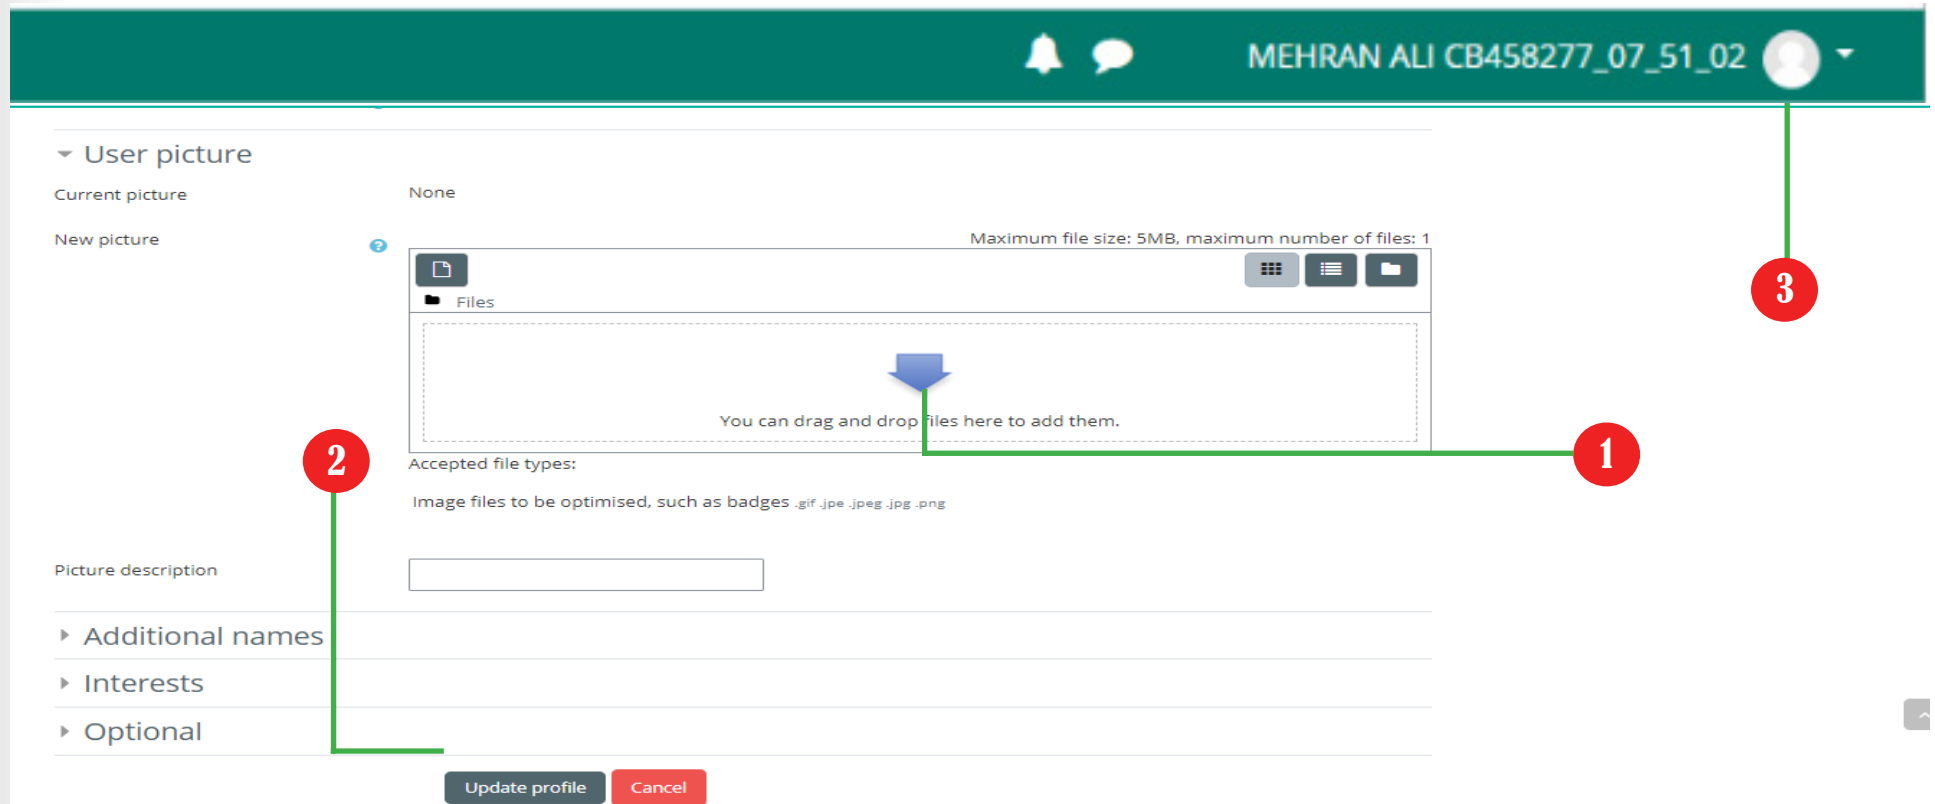 MEHRAN ALI CB458277_07_51_02
User picture
Current picture
None
New picture
Maximum file size: 5MB, maximum number of files: 1
3
Files
You can drag and drop files here to add them.
2
1
Accepted file types:
Image files to be optimised, such as badges .gif .jpe .jpeg .jpg .png
Picture description
Additional names
Interests
Optional
Update profile
Cancel